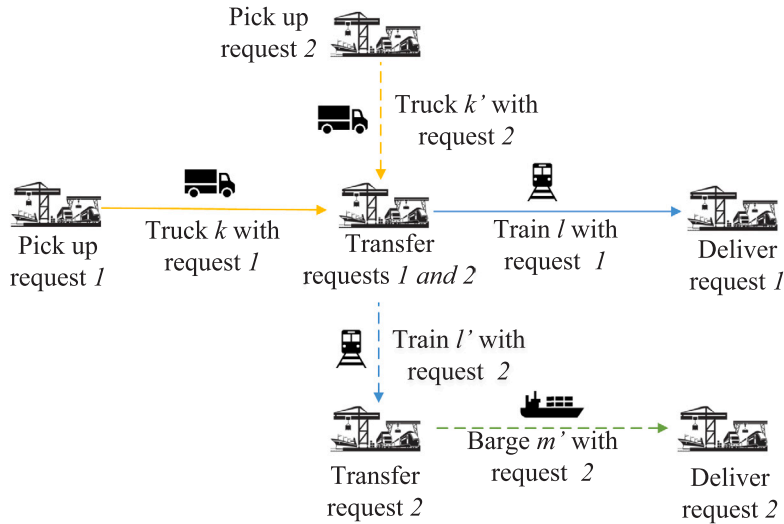 Pick up
request 2
Truck k’ with
request 2
Pick up
request 1
Truck k with
request 1
Transfer
requests 1 and 2
Train l with
request 1
Deliver
request 1
Train l’ with
request 2
Transfer
request 2
Barge m’ with
request 2
Deliver
request 2